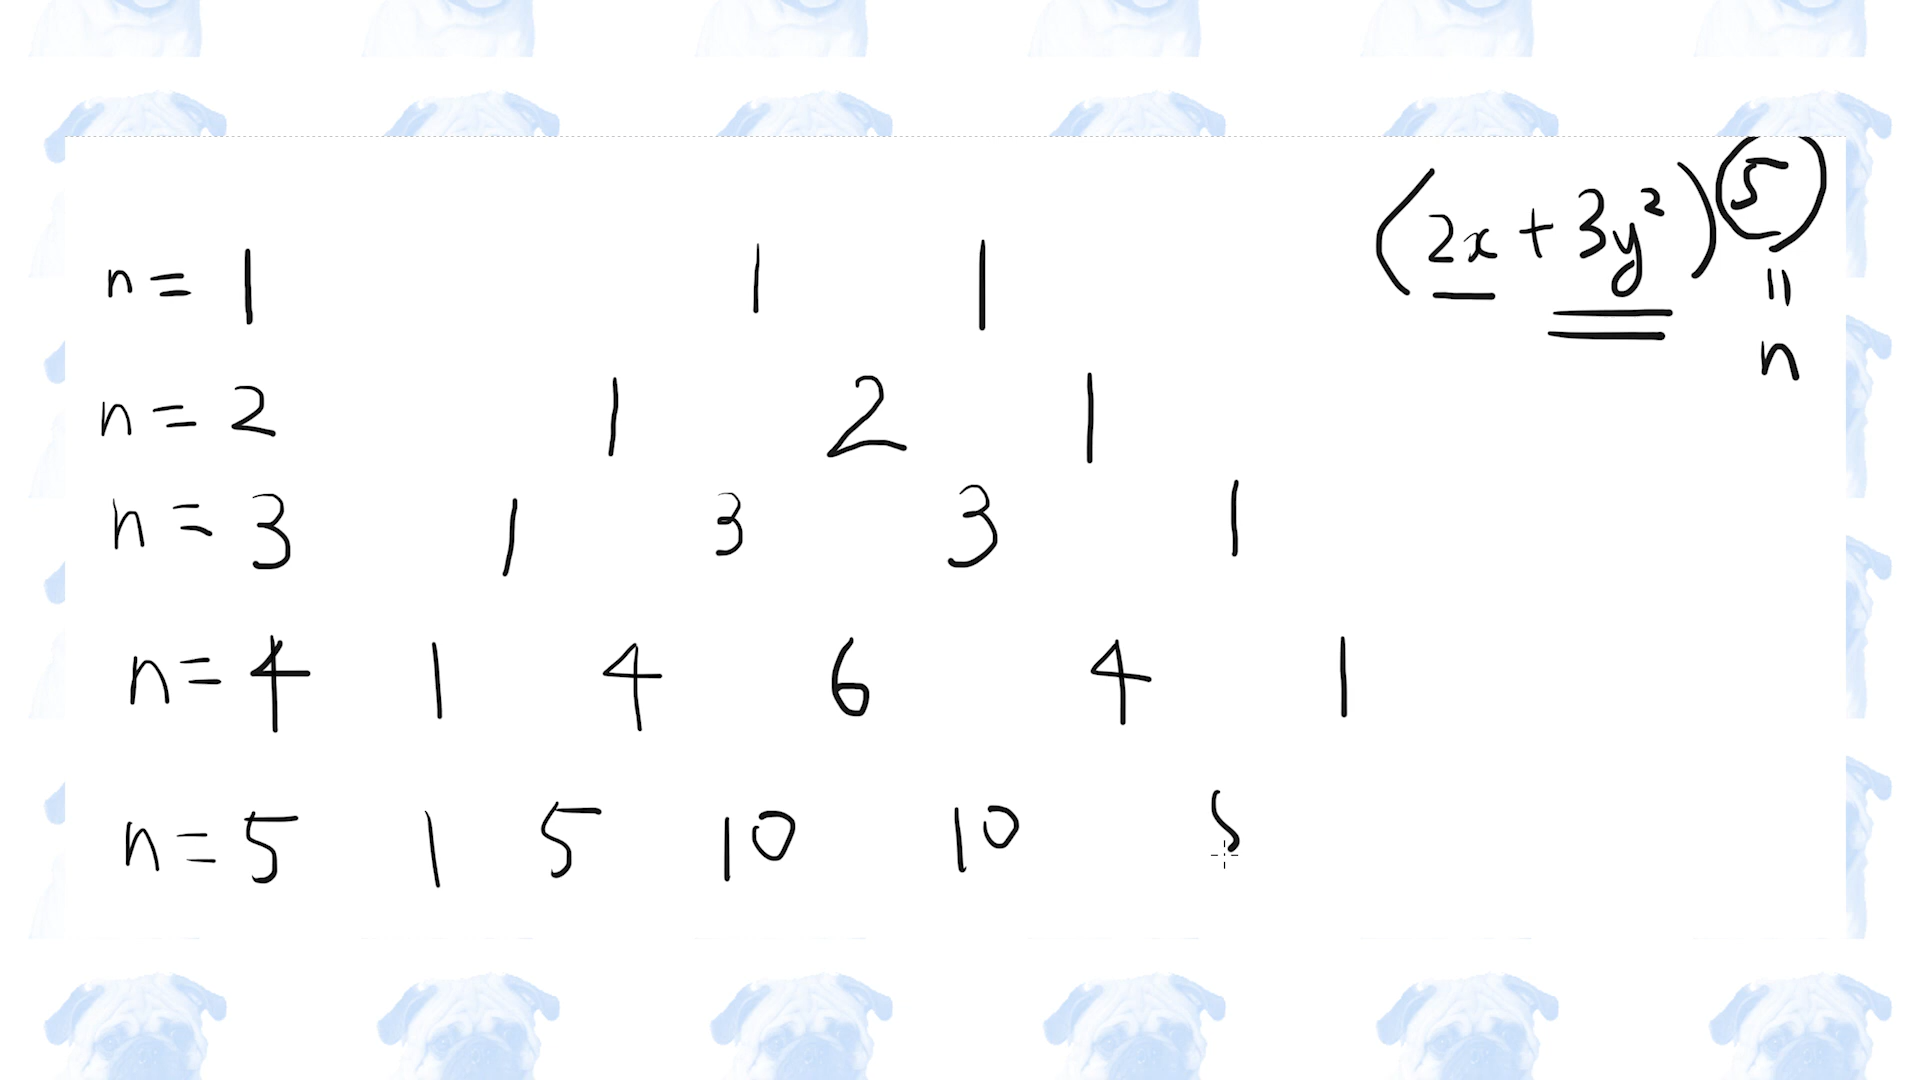 (2x + 3y²)⁵
= n
n = 1 1 1
n = 2 1 2 1
n = 3 1 3 3 1
n = 4 1 4 6 4 1
n = 5 1 5 10 10